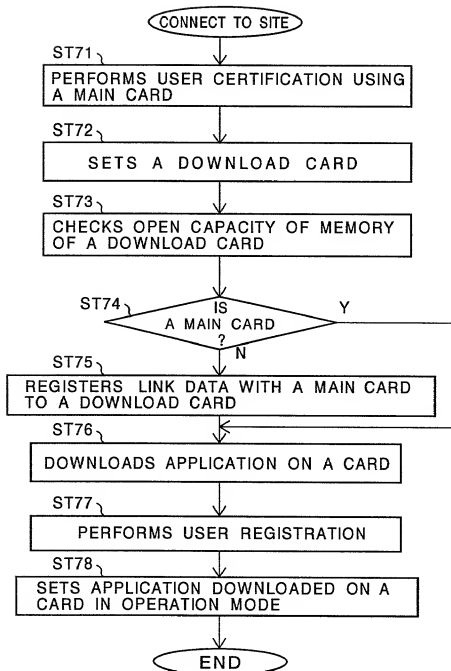 CONNECT TO SITE
ST71
PERFORMS USER CERTIFICATION USING
A MAIN CARD
ST72
SETS A DOWNLOAD CARD
ST73
CHECKS OPEN CAPACITY OF MEMORY
OF A DOWNLOAD CARD
ST74
IS
A MAIN CARD
?
Y
N
ST75
REGISTERS LINK DATA WITH A MAIN CARD
TO A DOWNLOAD CARD
ST76
DOWNLOADS APPLICATION ON A CARD
ST77
PERFORMS USER REGISTRATION
ST78
SETS APPLICATION DOWNLOADED ON A
CARD IN OPERATION MODE
END